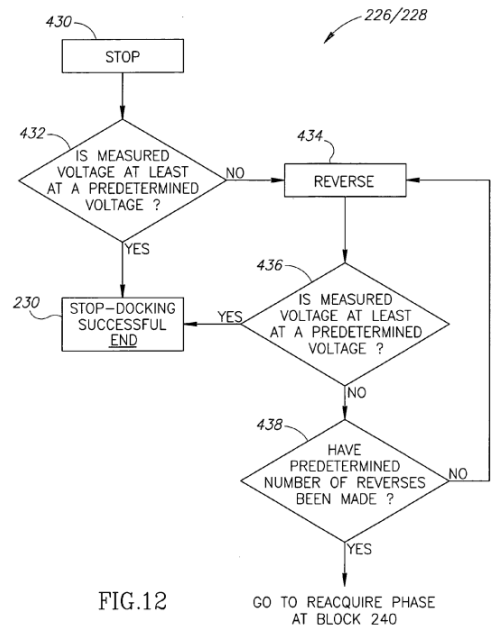 430
226/228
STOP
432
IS MEASURED
VOLTAGE AT LEAST
AT A PREDETERMINED
VOLTAGE ?
NO
434
REVERSE
YES
436
230
STOP-DOCKING
SUCCESSFUL
END
YES
IS MEASURED
VOLTAGE AT LEAST
AT A PREDETERMINED
VOLTAGE ?
NO
438
HAVE
PREDETERMINED
NUMBER OF REVERSES
BEEN MADE ?
NO
YES
FIG.12
GO TO REACQUIRE PHASE
AT BLOCK 240